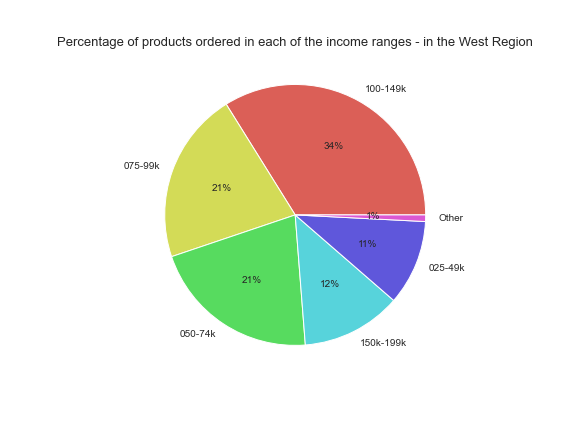 Percentage of products ordered in each of the income ranges - in the West Region
100-149k
34%
075-99k
21%
1%
Other
11%
025-49k
21%
12%
050-74k
150k-199k